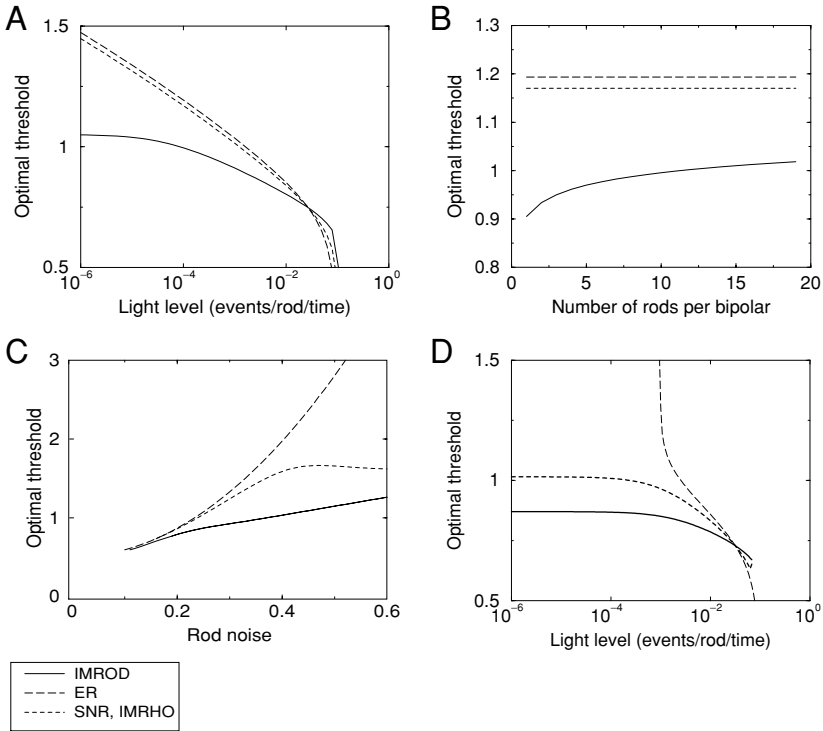 A
1.5
1
0.5
Optimal threshold
10⁻⁶
10⁻⁴
10⁻²
10⁰
Light level (events/rod/time)
B
1.3
1.2
1.1
1.0
0.9
0.8
Optimal threshold
0
5
10
15
20
Number of rods per bipolar
C
3
2
1
0
Optimal threshold
0
0.2
0.4
0.6
Rod noise
D
1.5
1
0.5
Optimal threshold
10⁻⁶
10⁻⁴
10⁻²
10⁰
Light level (events/rod/time)
IMROD
ER
SNR, IMRHO